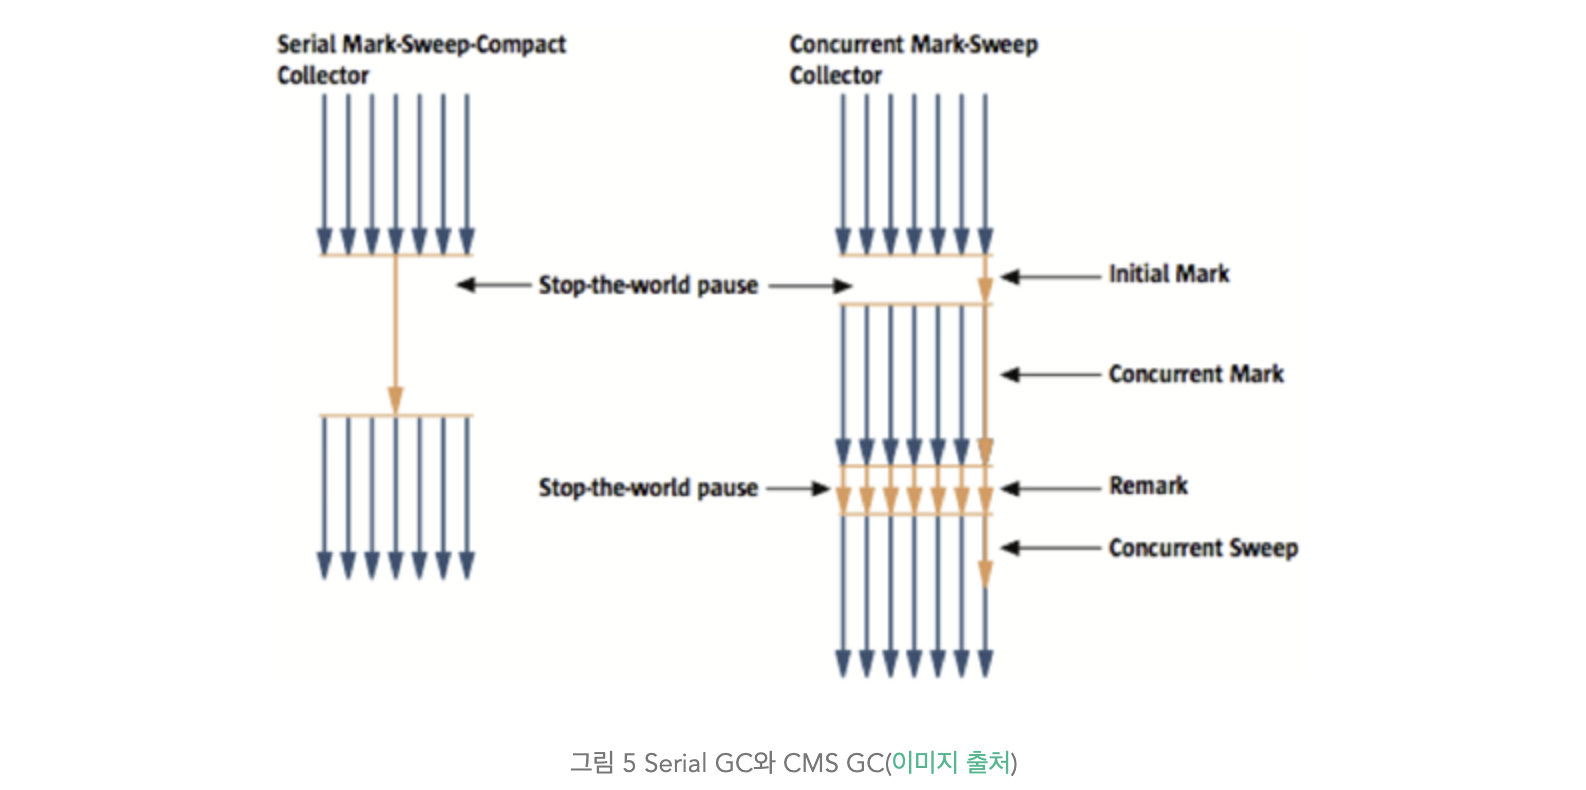 Serial Mark-Sweep-Compact
Collector
Concurrent Mark-Sweep
Collector
Stop-the-world pause
Initial Mark
Concurrent Mark
Stop-the-world pause
Remark
Concurrent Sweep
그림 5 Serial GC와 CMS GC(이미지 출처)